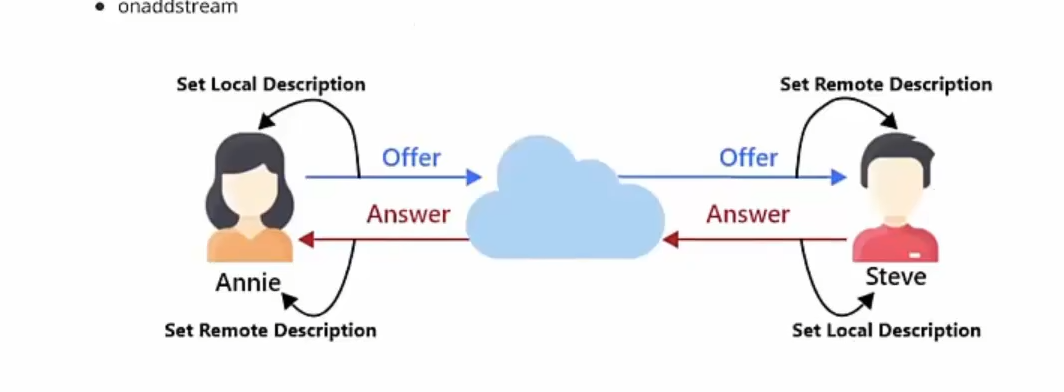 • onaddstream
Set Local Description
Set Remote Description
Offer
Offer
Answer
Answer
Annie
Steve
Set Remote Description
Set Local Description